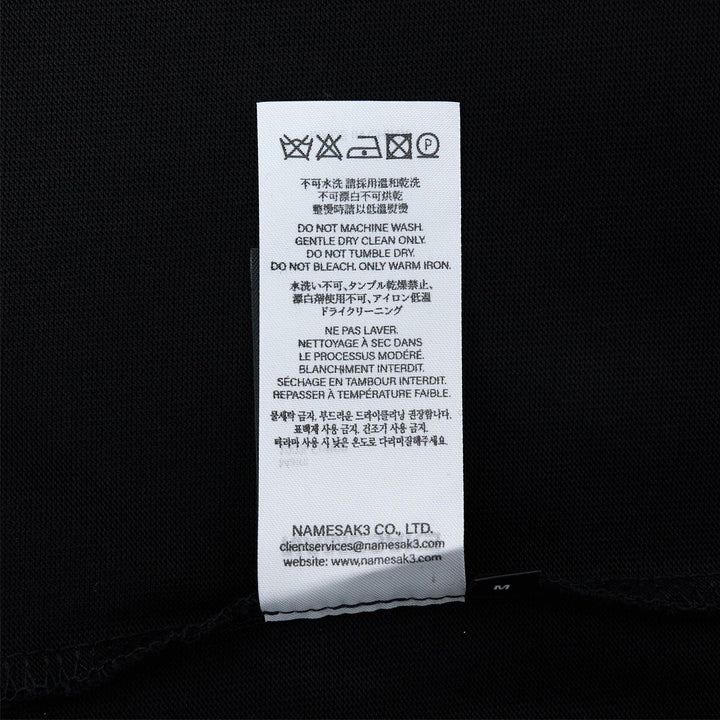 P
不可水洗 請採用溫和乾洗
不可漂白不可烘乾
整燙時請以低溫熨燙
DO NOT MACHINE WASH.
GENTLE DRY CLEAN ONLY.
DO NOT TUMBLE DRY.
DO NOT BLEACH. ONLY WARM IRON.
水洗い不可、タンブル乾燥禁止、
漂白剤使用不可、アイロン低温
ドライクリーニング
NE PAS LAVER.
NETTOYAGE À SEC DANS
LE PROCESSUS MODÉRÉ.
BLANCHIMENT INTERDIT.
SÉCHAGE EN TAMBOUR INTERDIT.
REPASSER À TEMPÉRATURE FAIBLE.
물세탁 금지. 부드러운 드라이클리닝 권장합니다.
표백제 사용 금지. 건조기 사용 금지.
다리미 사용 시 낮은 온도로 다리미질해주세요.
NAMESAK3 CO., LTD.
clientservices@namesak3.com
website: www.namesak3.com
M